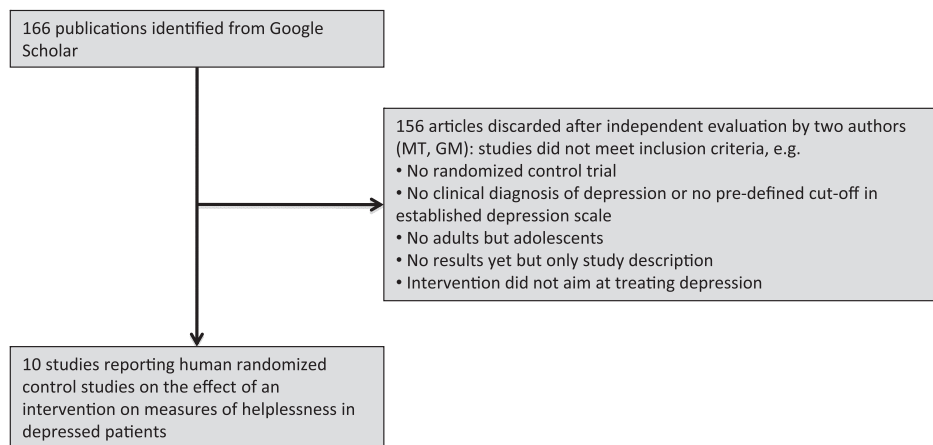 166 publications identified from Google
Scholar
156 articles discarded after independent evaluation by two authors
(MT, GM): studies did not meet inclusion criteria, e.g.
• No randomized control trial
• No clinical diagnosis of depression or no pre-defined cut-off in
established depression scale
• No adults but adolescents
• No results yet but only study description
• Intervention did not aim at treating depression
10 studies reporting human randomized
control studies on the effect of an
intervention on measures of helplessness in
depressed patients